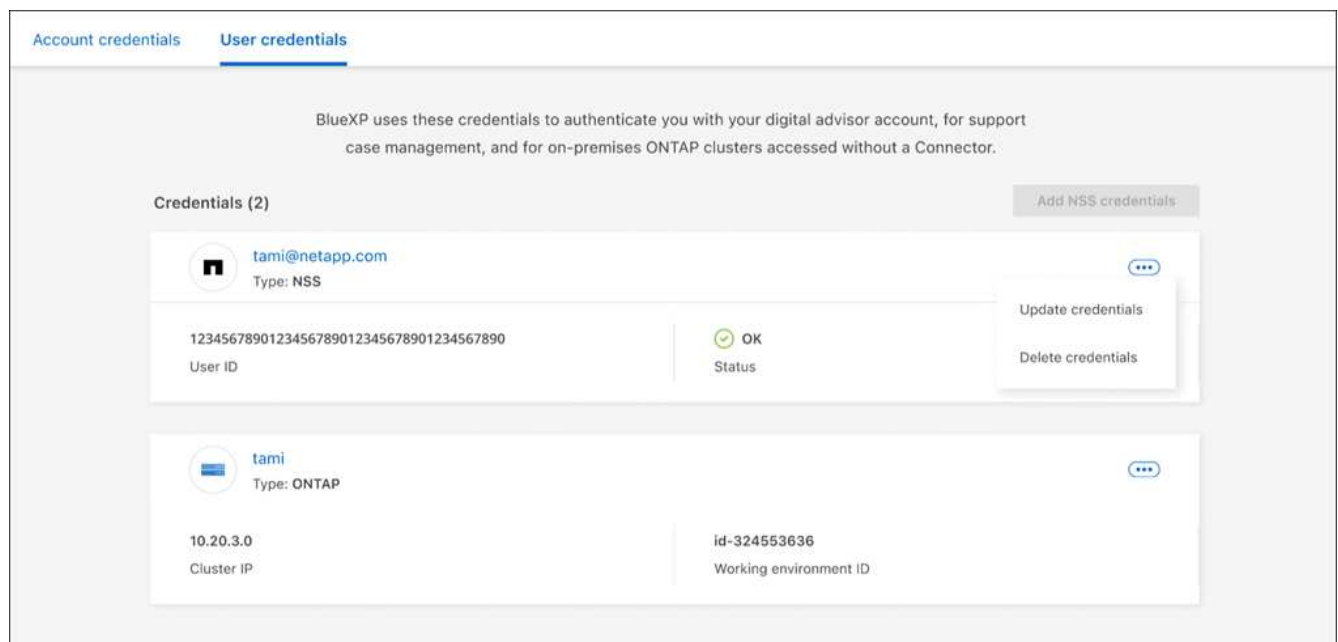 Account credentials
User credentials
BlueXP uses these credentials to authenticate you with your digital advisor account, for support
case management, and for on-premises ONTAP clusters accessed without a Connector.
Credentials (2)
Add NSS credentials
tami@netapp.com
Type: NSS
Update credentials
Delete credentials
1234567890123456789012345678901234567890
User ID
OK
Status
tami
Type: ONTAP
10.20.3.0
Cluster IP
id-324553636
Working environment ID